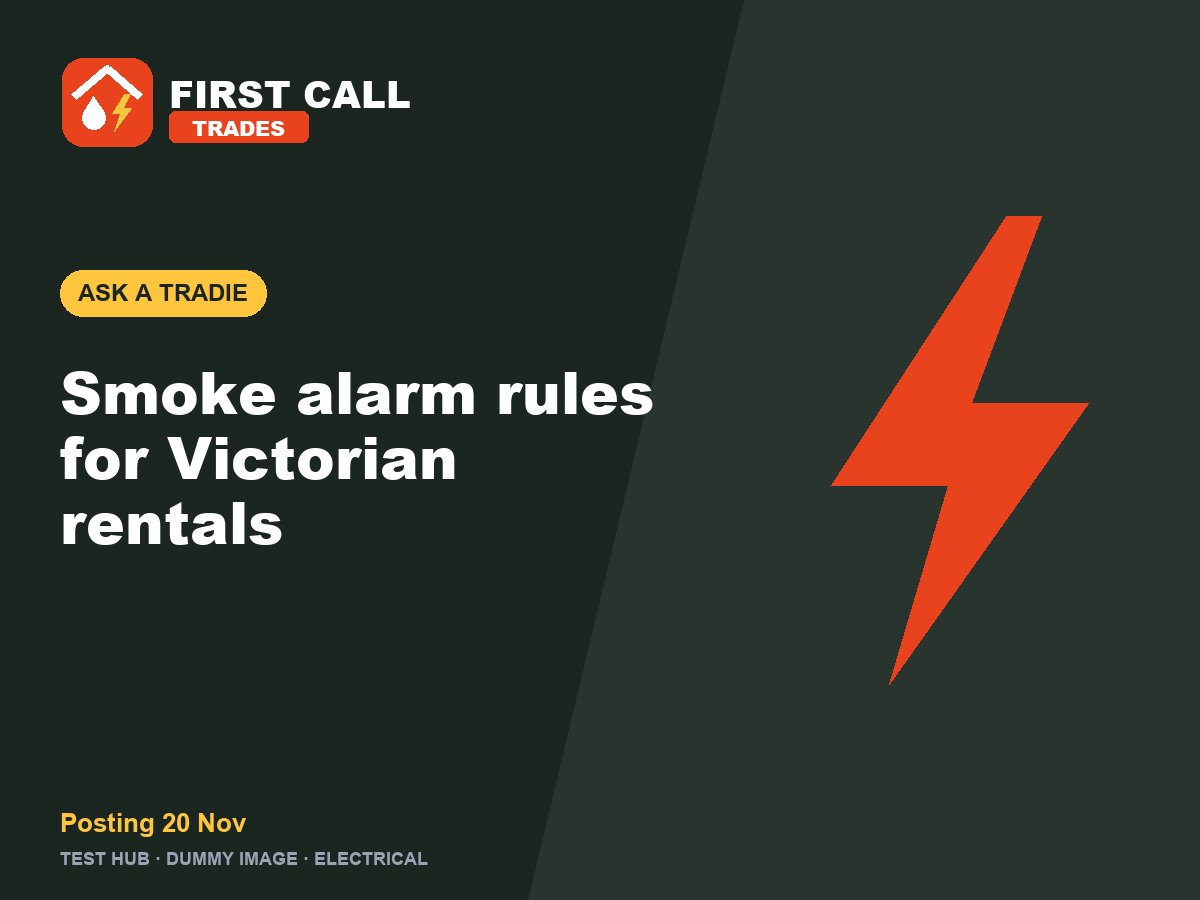 FIRST CALL
TRADES
ASK A TRADIE
Smoke alarm rules
for Victorian
rentals
Posting 20 Nov
TEST HUB · DUMMY IMAGE · ELECTRICAL